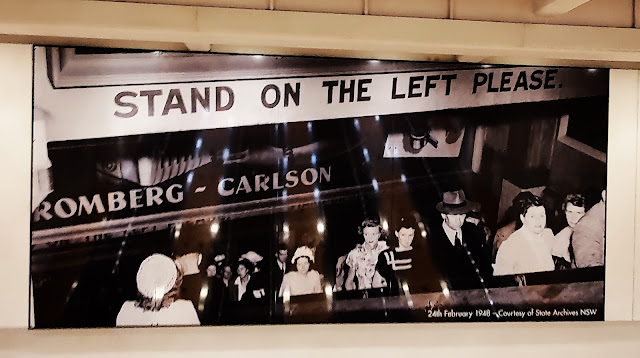 STAND ON THE LEFT PLEASE.
ROMBERG - CARLSON
24th February 1948 - Courtesy of State Archives NSW